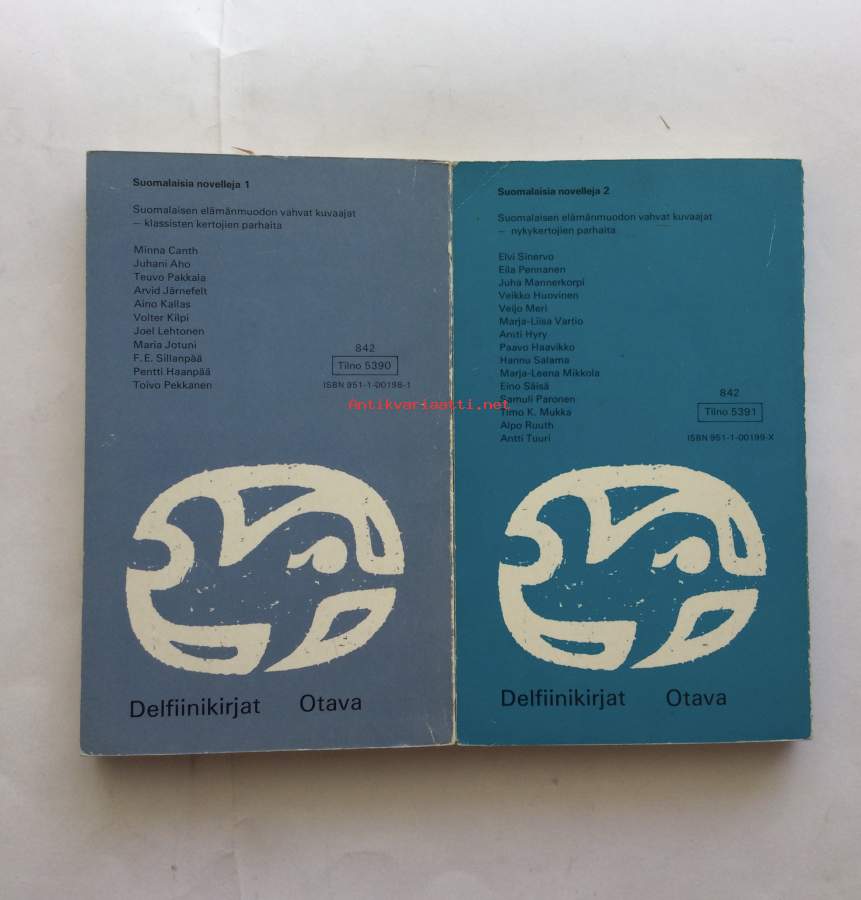 Suomalaisia novelleja 1
Suomalaisen elämänmuodon vahvat kuvaajat
— klassisten kertojien parhaita
Minna Canth
Juhani Aho
Teuvo Pakkala
Arvid Järnefelt
Aino Kallas
Volter Kilpi
Joel Lehtonen
Maria Jotuni
F. E. Sillanpää
Pentti Haanpää
Toivo Pekkanen
842
Tilno 5390
ISBN 951-1-00198-1
Delfiinikirjat Otava
Suomalaisia novelleja 2
Suomalaisen elämänmuodon vahvat kuvaajat
— nykykertojien parhaita
Elvi Sinervo
Eila Pennanen
Juha Mannerkorpi
Veikko Huovinen
Veijo Meri
Marja-Liisa Vartio
Antti Hyry
Paavo Haavikko
Hannu Salama
Marja-Leena Mikkola
Eino Säisä
Samuli Paronen
Timo K. Mukka
Alpo Ruuth
Antti Tuuri
842
Tilno 5391
ISBN 951-1-00199-X
Delfiinikirjat Otava
Antikvariaatti.net